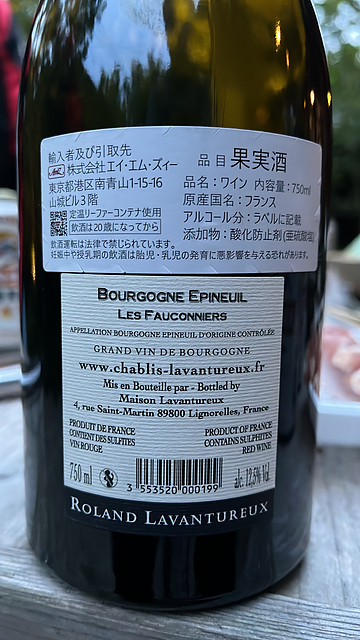 輸入者及び引取先
株式会社エイ・エム・ズィー
東京都港区南青山1-15-16
山城ビル3階
定温リーファーコンテナ使用
飲酒は20歳になってから
品目 果実酒
品名：ワイン 内容量：750ml
原産国名：フランス
アルコール分：ラベルに記載
添加物：酸化防止剤(亜硫酸塩)
飲酒運転は法律で禁じられています。
妊娠中や授乳期の飲酒は胎児・乳児の発育に悪影響を与える恐れがあります。
BOURGOGNE EPINEUIL
LES FAUCONNIERS
APPELLATION BOURGOGNE EPINEUIL D'ORIGINE CONTRÔLÉE
GRAND VIN DE BOURGOGNE
www.chablis-lavantureux.fr
Mis en Bouteille par - Bottled by
Maison Lavantureux
4, rue Saint-Martin 89800 Lignorelles, France
PRODUIT DE FRANCE
CONTIENT DES SULFITES
VIN ROUGE
PRODUCT OF FRANCE
CONTAINS SULPHITES
RED WINE
750 ml
3 553520 000199
alc. 12,5% Vol.
ROLAND LAVANTUREUX